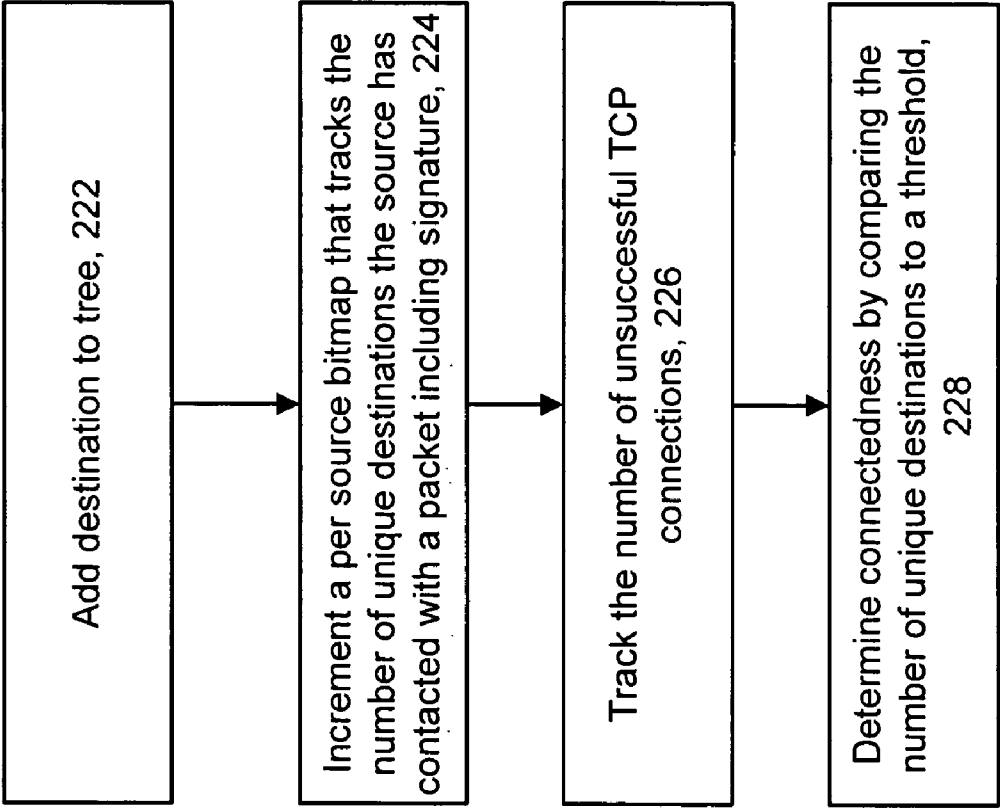 Add destination to tree, 222
Increment a per source bitmap that tracks the
number of unique destinations the source has
contacted with a packet including signature, 224
Track the number of unsuccessful TCP
connections, 226
Determine connectedness by comparing the
number of unique destinations to a threshold,
228